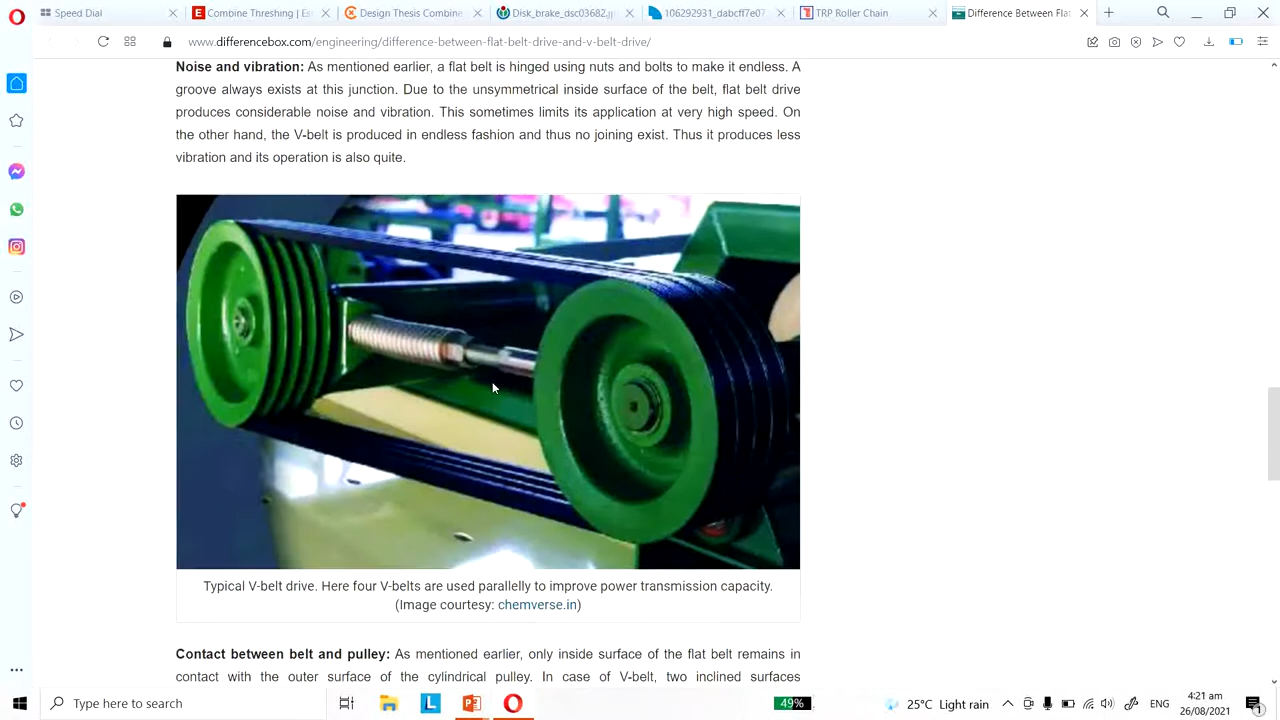 Speed Dial
Combine Threshing | Es
Design Thesis Combine
Disk_brake_dsc03682.jp
106292931_dabcff7e07
TRP Roller Chain
Difference Between Flat
www.differencebox.com/engineering/difference-between-flat-belt-drive-and-v-belt-drive/
Noise and vibration: As mentioned earlier, a flat belt is hinged using nuts and bolts to make it endless. A
groove always exists at this junction. Due to the unsymmetrical inside surface of the belt, flat belt drive
produces considerable noise and vibration. This sometimes limits its application at very high speed. On
the other hand, the V-belt is produced in endless fashion and thus no joining exist. Thus it produces less
vibration and its operation is also quite.
Typical V-belt drive. Here four V-belts are used parallelly to improve power transmission capacity.
(Image courtesy: chemverse.in)
Contact between belt and pulley: As mentioned earlier, only inside surface of the flat belt remains in
contact with the outer surface of the cylindrical pulley. In case of V-belt, two inclined surfaces
Type here to search
49%
25°C Light rain
ENG
4:21 am
26/08/2021
1